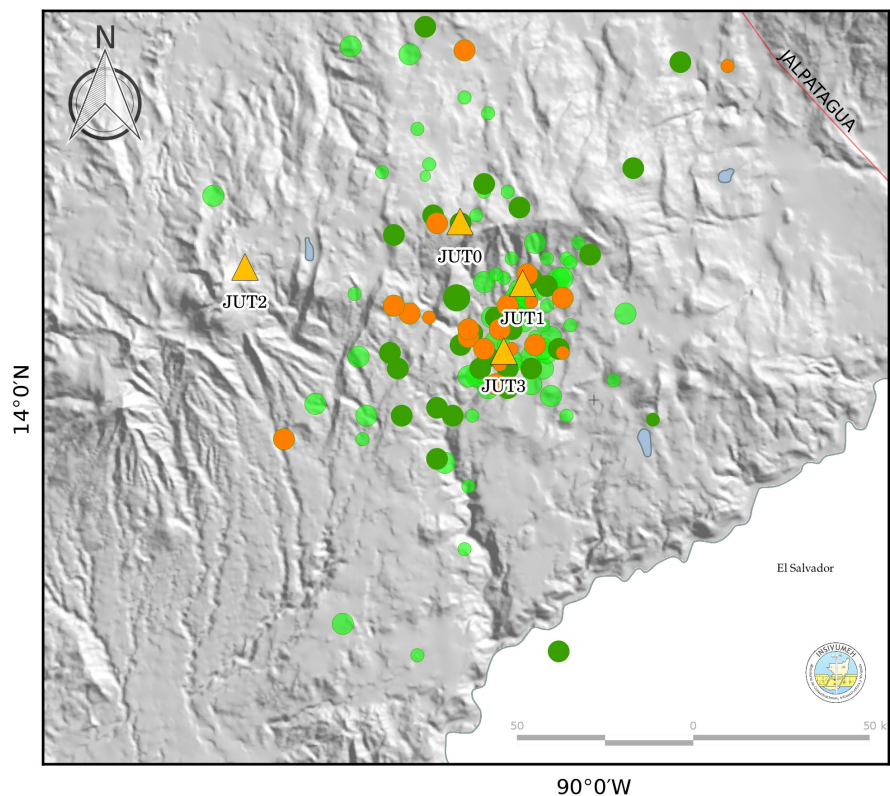 N
JALPATAGUA
JUT0
JUT2
JUT1
JUT3
14°0′N
El Salvador
INSIVUMEH
50 0 50 k
90°0′W